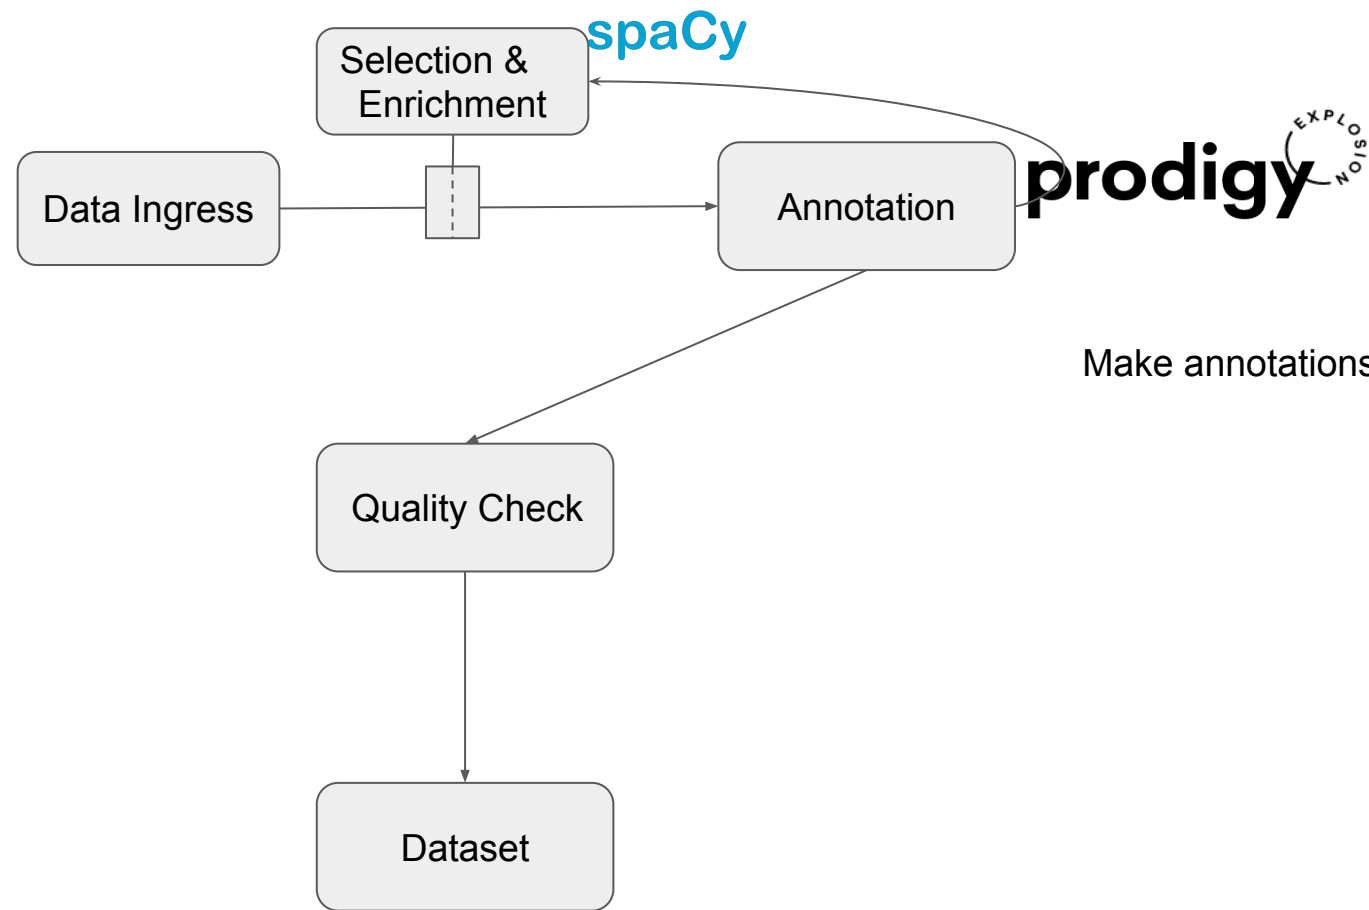 spaCy
Selection &
Enrichment
EXPLOSION
prodigy
Data Ingress
Annotation
Make annotations
Quality Check
Dataset